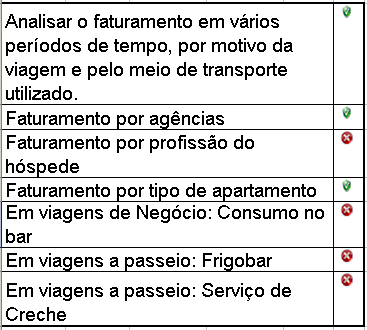 Analisar o faturamento em vários
períodos de tempo, por motivo da
viagem e pelo meio de transporte
utilizado.
Faturamento por agências
Faturamento por profissão do
hóspede
Faturamento por tipo de apartamento
Em viagens de Negócio: Consumo no
bar
Em viagens a passeio: Frigobar
Em viagens a passeio: Serviço de
Creche